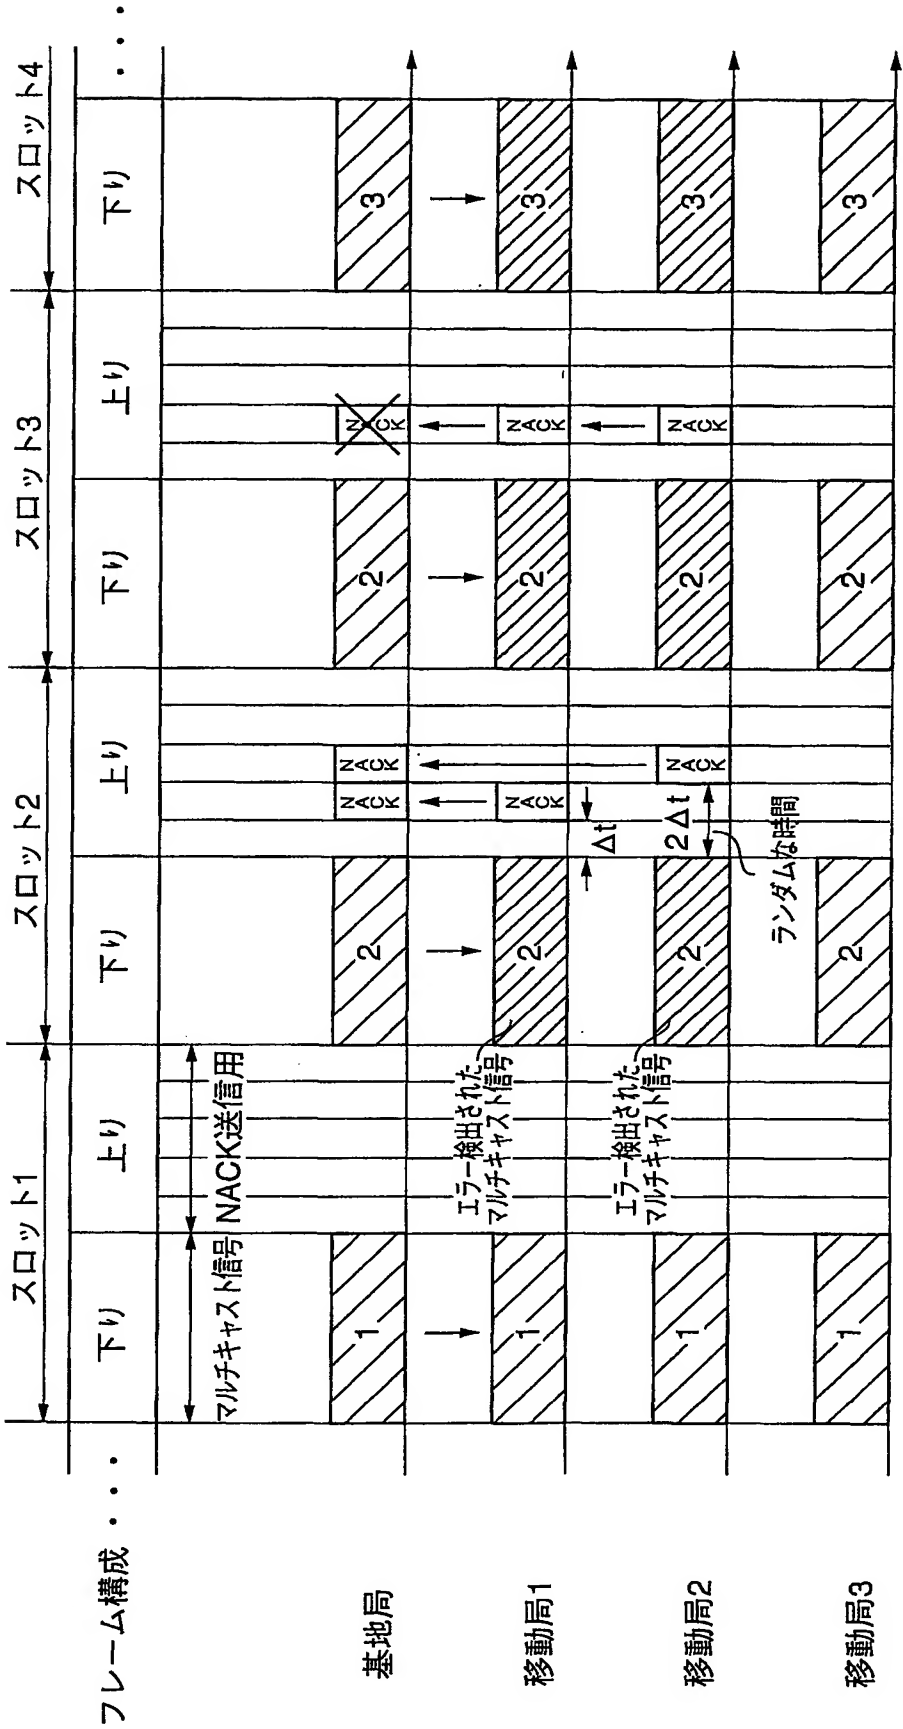 スロット1
スロット2
スロット3
スロット4
フレーム構成 ・・・
下り
上り
下り
上り
下り
上り
下り
・・・
マルチキャスト信号
NACK送信用
基地局
1
2
NACK
NACK
2
NACK
3
移動局1
1
エラー検出された
マルチキャスト信号
2
Δt
NACK
2
NACK
3
移動局2
1
エラー検出された
マルチキャスト信号
2
2Δt
ランダムな時間
NACK
2
NACK
3
移動局3
1
2
2
3